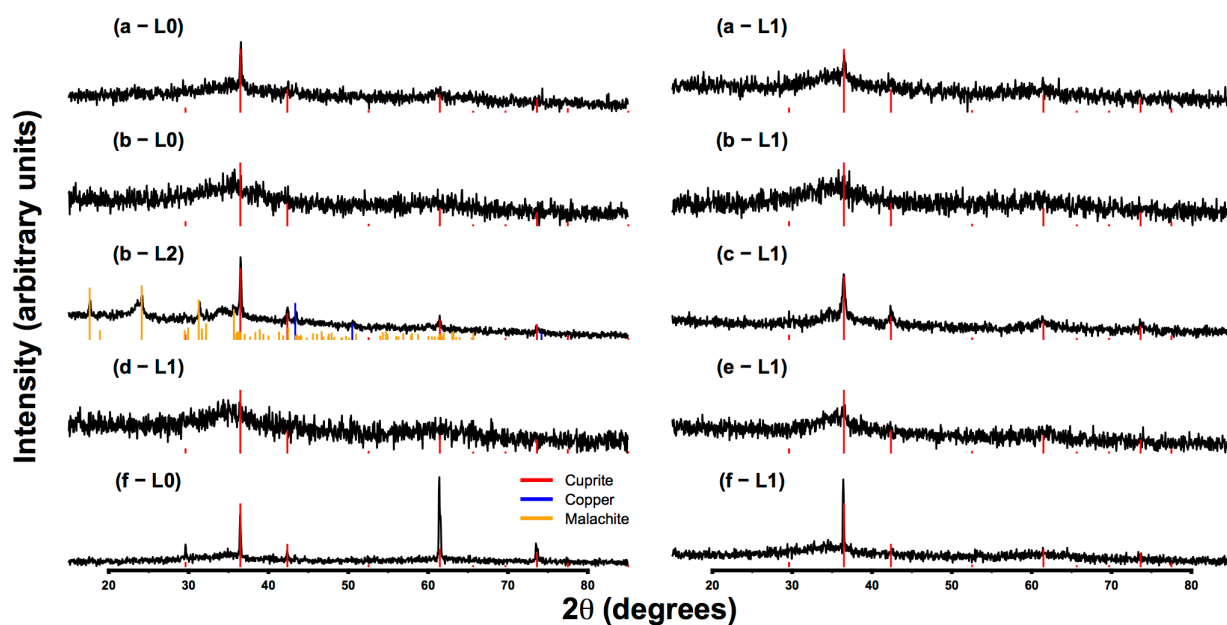 (a − L0)
(a − L1)
(b − L0)
(b − L1)
(b − L2)
(c − L1)
(d − L1)
(e − L1)
(f − L0)
(f − L1)
Cuprite
Copper
Malachite
20 30 40 50 60 70 80
20 30 40 50 60 70 80
2θ (degrees)
Intensity (arbitrary units)